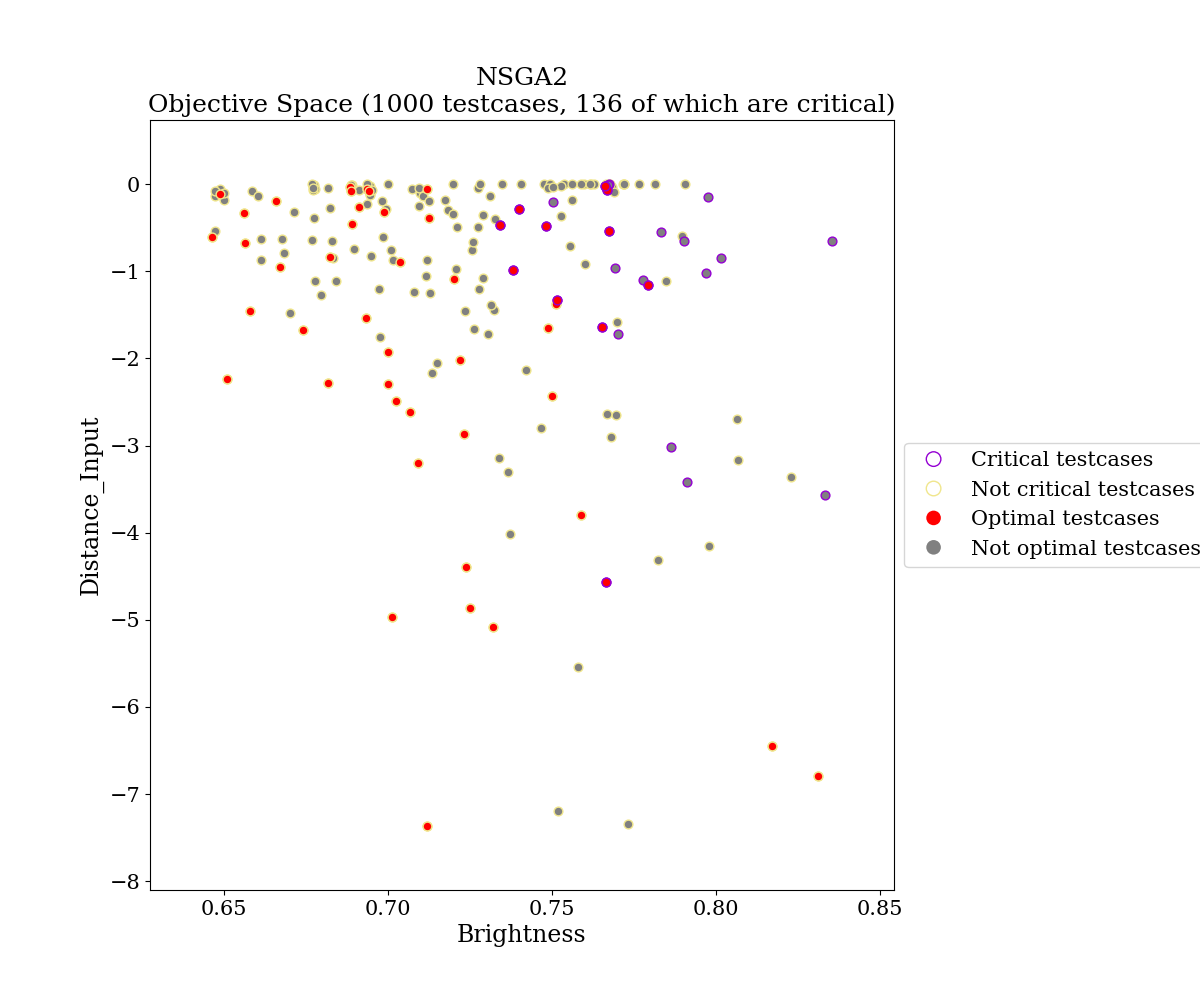 NSGA2
Objective Space (1000 testcases, 136 of which are critical)
0
−1
−2
−3
−4
−5
−6
−7
−8
Distance_Input
0.65 0.70 0.75 0.80 0.85
Brightness
Critical testcases
Not critical testcases
Optimal testcases
Not optimal testcases